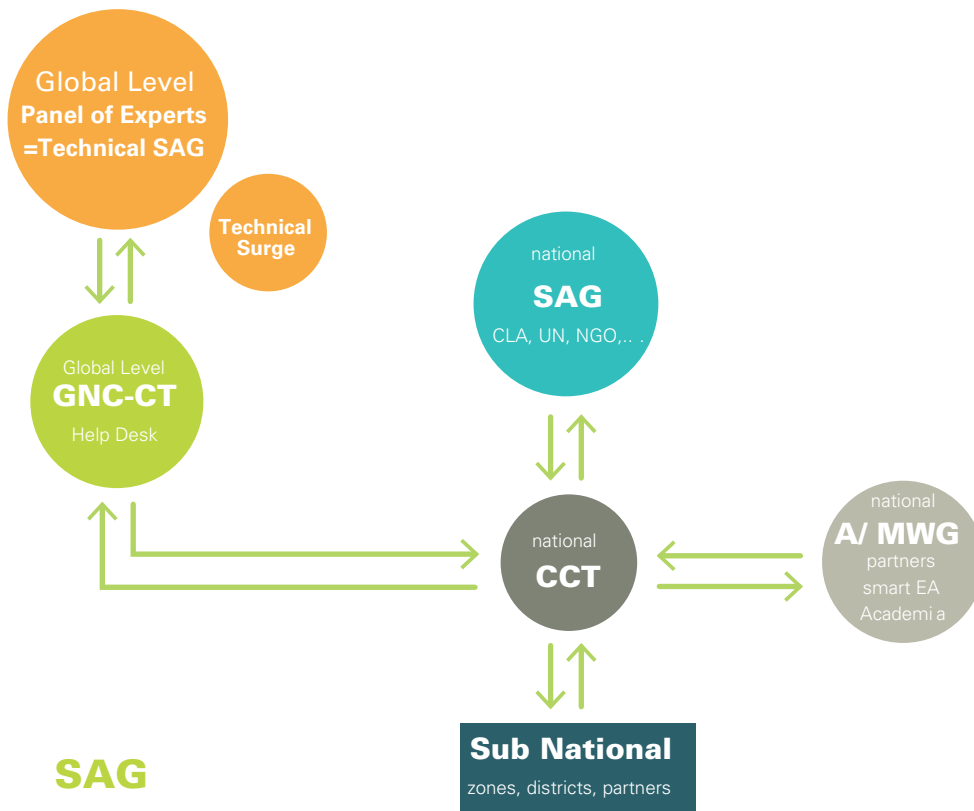 Global Level
Panel of Experts
=Technical SAG
Technical
Surge
national
SAG
CLA, UN, NGO,.. .
Global Level
GNC-CT
Help Desk
national
CCT
national
A/ MWG
partners
smart EA
Academi a
Sub National
zones, districts, partners
SAG